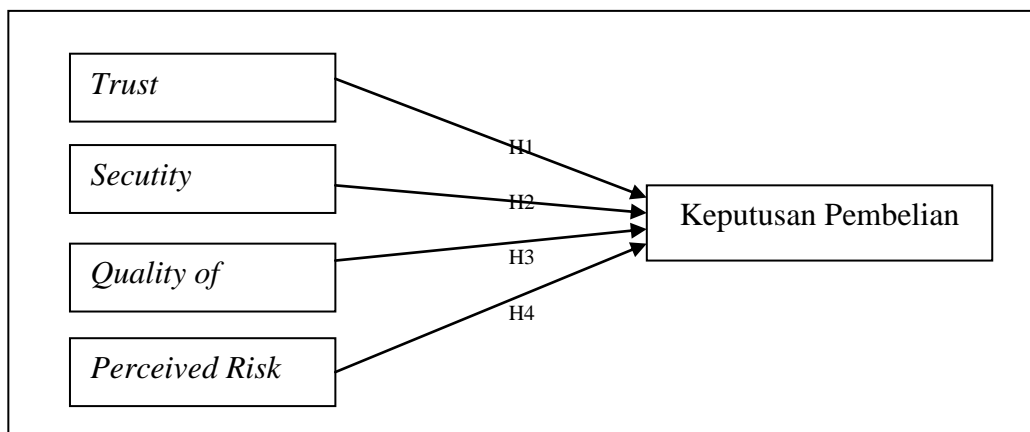 Trust
H1
Secutity
H2
Keputusan Pembelian
Quality of
H3
H4
Perceived Risk